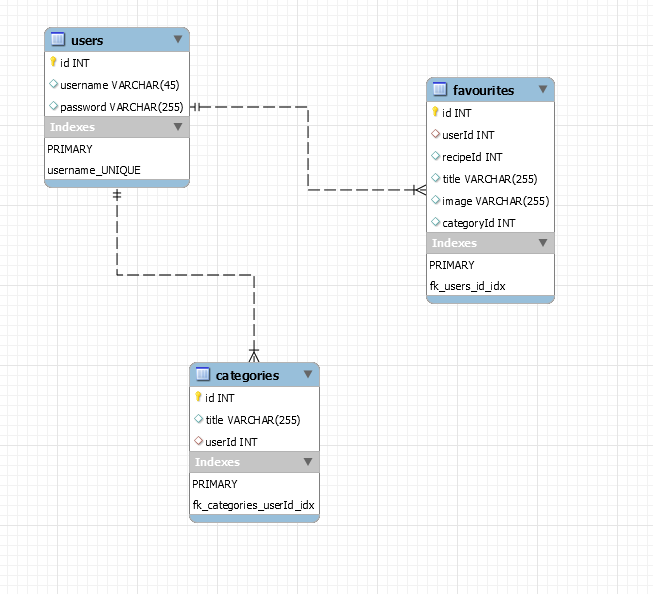 users
id INT
username VARCHAR(45)
password VARCHAR(255)
Indexes
PRIMARY
username_UNIQUE
favourites
id INT
userId INT
recipeId INT
title VARCHAR(255)
image VARCHAR(255)
categoryId INT
Indexes
PRIMARY
fk_users_id_idx
categories
id INT
title VARCHAR(255)
userId INT
Indexes
PRIMARY
fk_categories_userId_idx